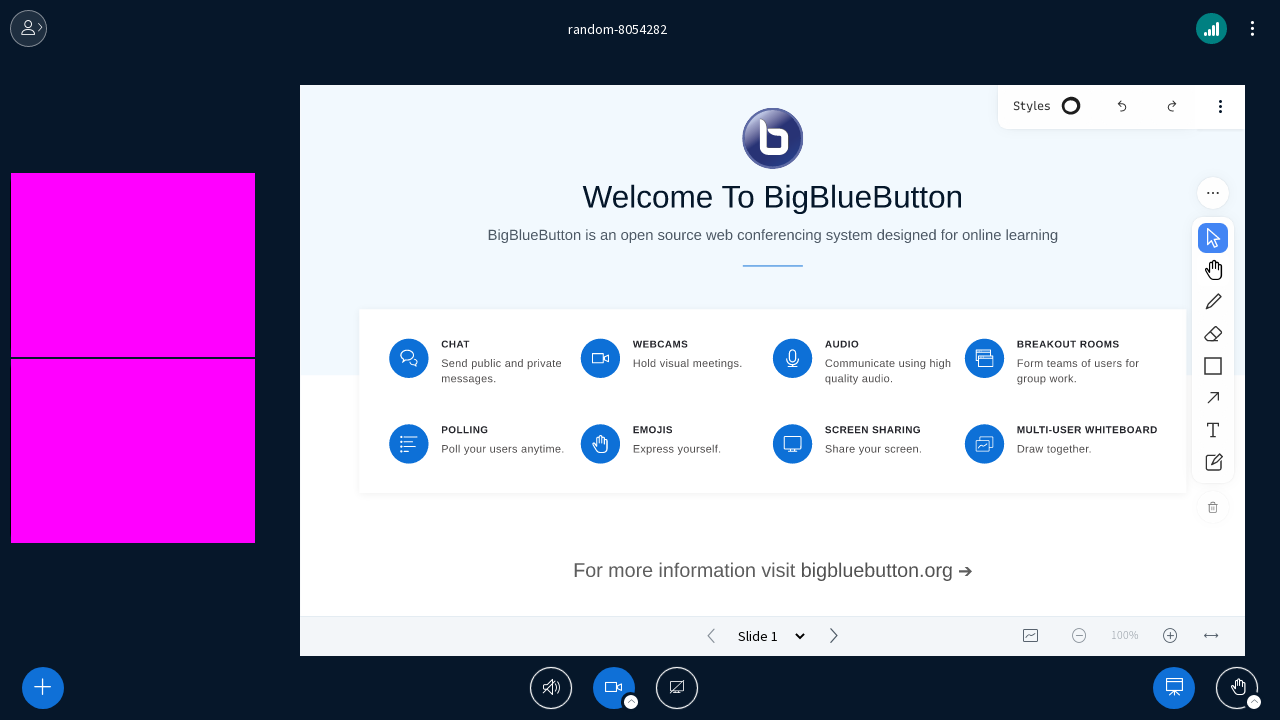 random-8054282
Styles
Welcome To BigBlueButton
BigBlueButton is an open source web conferencing system designed for online learning
CHAT
Send public and private
messages.
WEBCAMS
Hold visual meetings.
AUDIO
Communicate using high
quality audio.
BREAKOUT ROOMS
Form teams of users for
group work.
POLLING
Poll your users anytime.
EMOJIS
Express yourself.
SCREEN SHARING
Share your screen.
MULTI-USER WHITEBOARD
Draw together.
For more information visit bigbluebutton.org ➔
Slide 1
100%